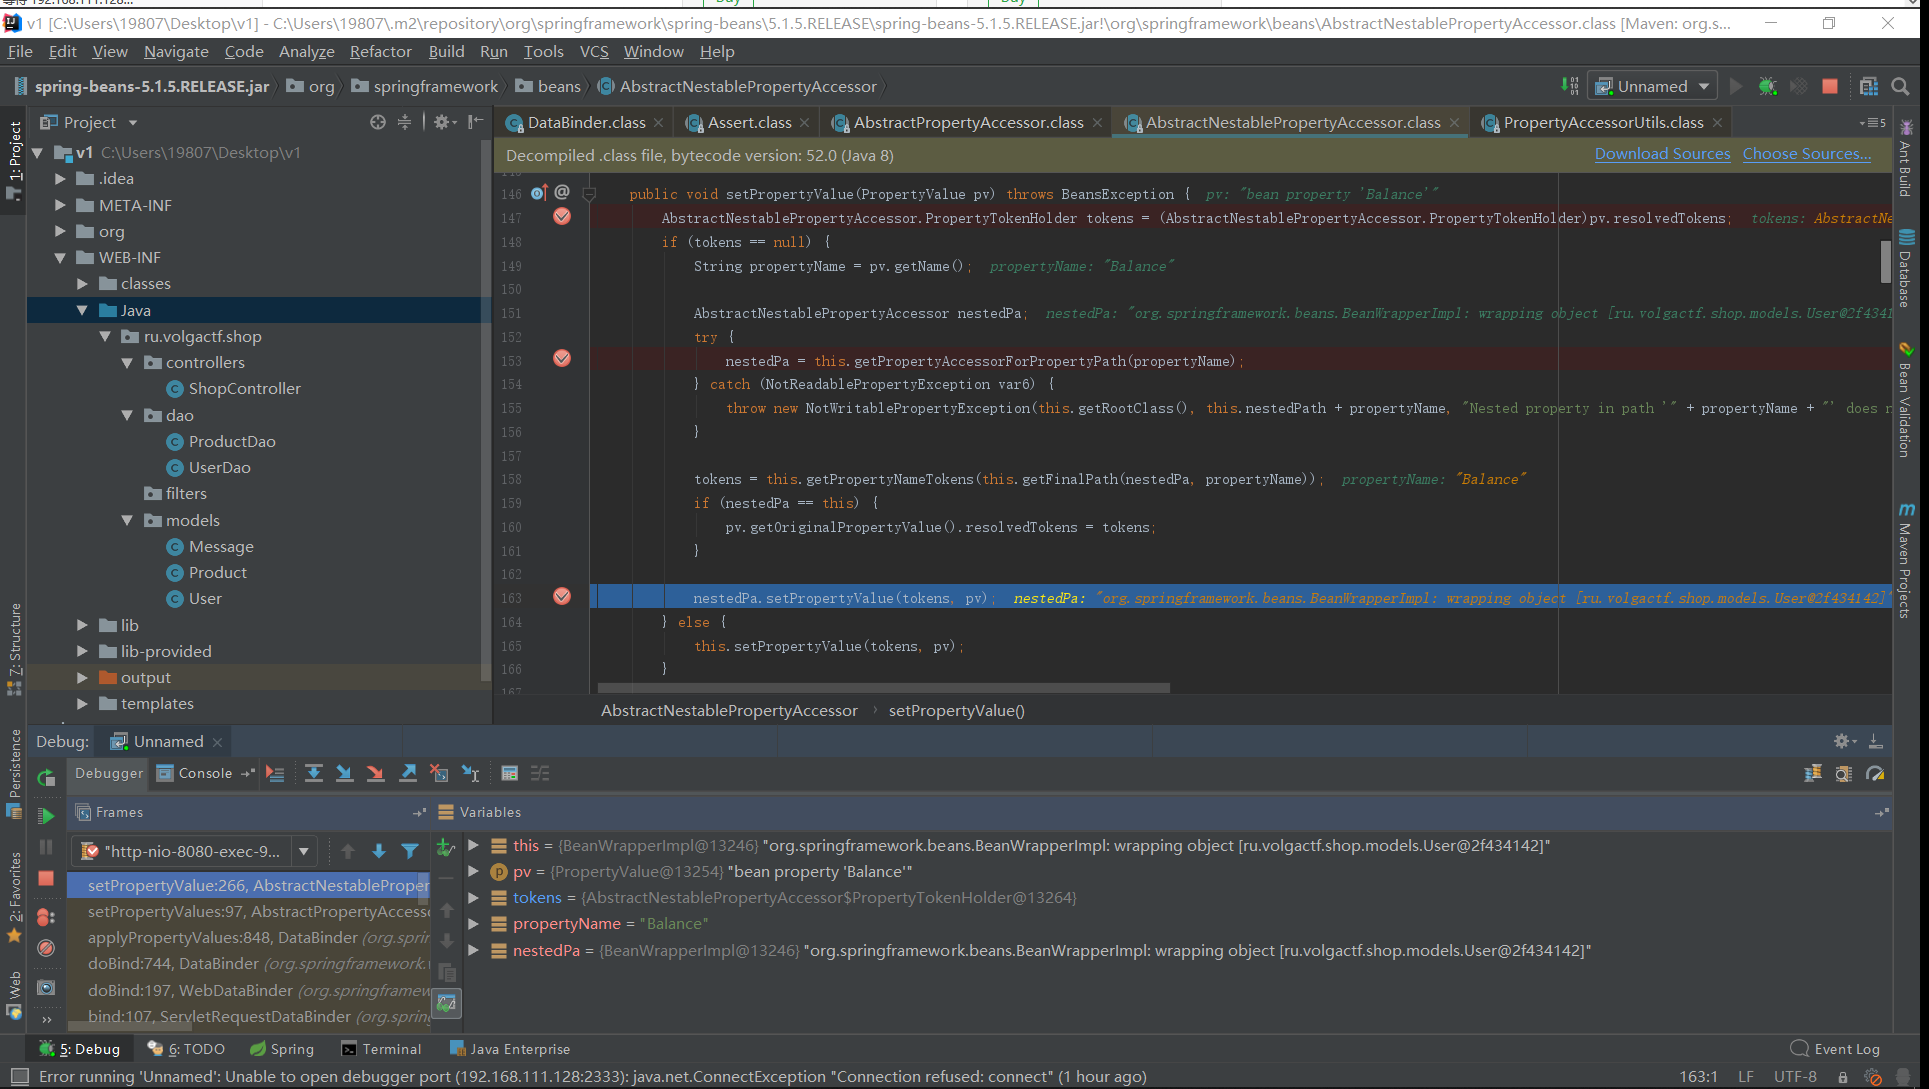 v1 [C:\Users\19807\Desktop\v1] - C:\Users\19807\.m2\repository\org\springframework\spring-beans\5.1.5.RELEASE\spring-beans-5.1.5.RELEASE.jar!\org\springframework\beans\AbstractNestablePropertyAccessor.class [Maven: org.s...
File Edit View Navigate Code Analyze Refactor Build Run Tools VCS Window Help
spring-beans-5.1.5.RELEASE.jar org springframework beans AbstractNestablePropertyAccessor Unnamed
Project
DataBinder.class Assert.class AbstractPropertyAccessor.class AbstractNestablePropertyAccessor.class PropertyAccessorUtils.class
Decompiled .class file, bytecode version: 52.0 (Java 8) Download Sources Choose Sources...
1: Project
Z: Structure
Persistence
2: Favorites
Web
v1 C:\Users\19807\Desktop\v1
.idea
META-INF
org
WEB-INF
classes
Java
ru.volgactf.shop
controllers
ShopController
dao
ProductDao
UserDao
filters
models
Message
Product
User
lib
lib-provided
output
templates
146 public void setPropertyValue(PropertyValue pv) throws BeansException { pv: "bean property 'Balance'"
147 AbstractNestablePropertyAccessor.PropertyTokenHolder tokens = (AbstractNestablePropertyAccessor.PropertyTokenHolder)pv.resolvedTokens; tokens: AbstractNe
148 if (tokens == null) {
149 String propertyName = pv.getName(); propertyName: "Balance"
150
151 AbstractNestablePropertyAccessor nestedPa; nestedPa: "org.springframework.beans.BeanWrapperImpl: wrapping object [ru.volgactf.shop.models.User@2f4341
152 try {
153 nestedPa = this.getPropertyAccessorForPropertyPath(propertyName);
154 } catch (NotReadablePropertyException var6) {
155 throw new NotWritablePropertyException(this.getRootClass(), this.nestedPath + propertyName, "Nested property in path '" + propertyName + "' does n
156 }
157
158 tokens = this.getPropertyNameTokens(this.getFinalPath(nestedPa, propertyName)); propertyName: "Balance"
159 if (nestedPa == this) {
160 pv.getOriginalPropertyValue().resolvedTokens = tokens;
161 }
162
163 nestedPa.setPropertyValue(tokens, pv); nestedPa: "org.springframework.beans.BeanWrapperImpl: wrapping object [ru.volgactf.shop.models.User@2f434142]"
164 } else {
165 this.setPropertyValue(tokens, pv);
166 }
167
AbstractNestablePropertyAccessor › setPropertyValue()
Ant Build
Database
Bean Validation
Maven Projects
Debug: Unnamed
Debugger Console
Frames Variables
"http-nio-8080-exec-9...
setPropertyValue:266, AbstractNestableProper
setPropertyValues:97, AbstractPropertyAccesso
applyPropertyValues:848, DataBinder (org.sprin
doBind:744, DataBinder (org.springframework.
doBind:197, WebDataBinder (org.springframew
bind:107, ServletRequestDataBinder (org.spring
this = {BeanWrapperImpl@13246} "org.springframework.beans.BeanWrapperImpl: wrapping object [ru.volgactf.shop.models.User@2f434142]"
pv = {PropertyValue@13254} "bean property 'Balance'"
tokens = {AbstractNestablePropertyAccessor$PropertyTokenHolder@13264}
propertyName = "Balance"
nestedPa = {BeanWrapperImpl@13246} "org.springframework.beans.BeanWrapperImpl: wrapping object [ru.volgactf.shop.models.User@2f434142]"
5: Debug 6: TODO Spring Terminal Java Enterprise Event Log
Error running 'Unnamed': Unable to open debugger port (192.168.111.128:2333): java.net.ConnectException "Connection refused: connect" (1 hour ago) 163:1 LF UTF-8